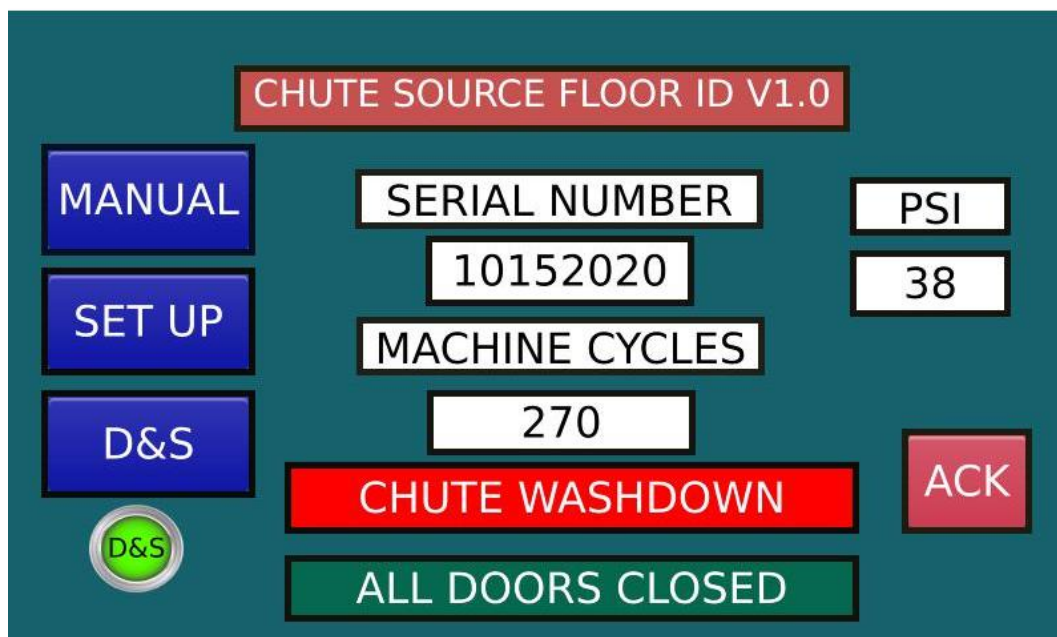 CHUTE SOURCE FLOOR ID V1.0
MANUAL
SERIAL NUMBER
PSI
10152020
38
SET UP
MACHINE CYCLES
270
D&S
CHUTE WASHDOWN
ACK
D&S
ALL DOORS CLOSED